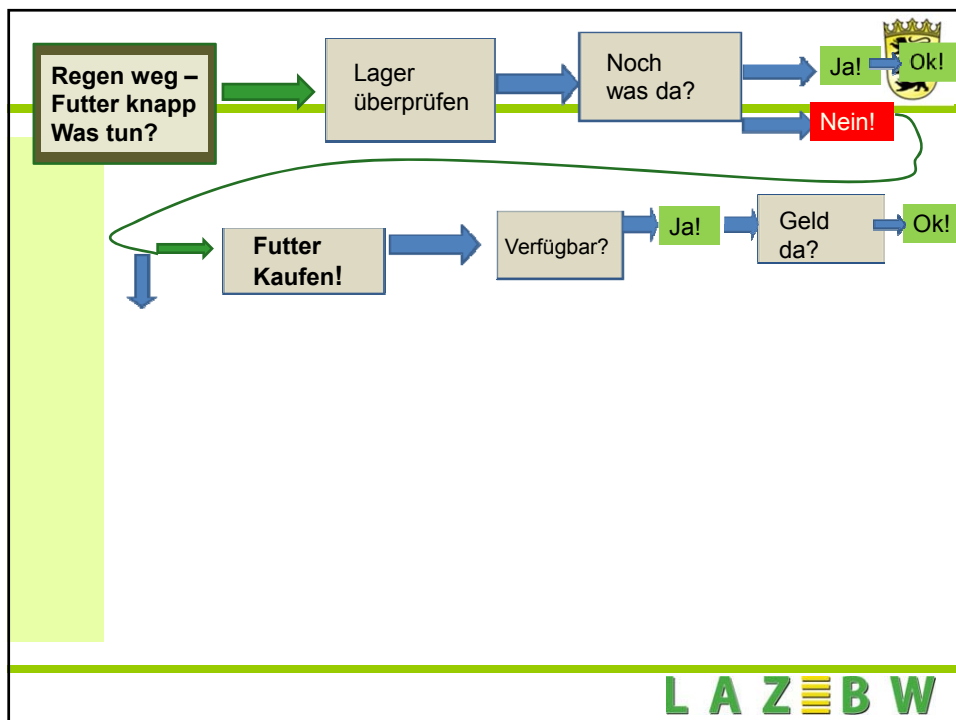 Regen weg –
Futter knapp
Was tun?
Lager
überprüfen
Noch
was da?
Ja!
Ok!
Nein!
Futter
Kaufen!
Verfügbar?
Ja!
Geld
da?
Ok!
LAZBW